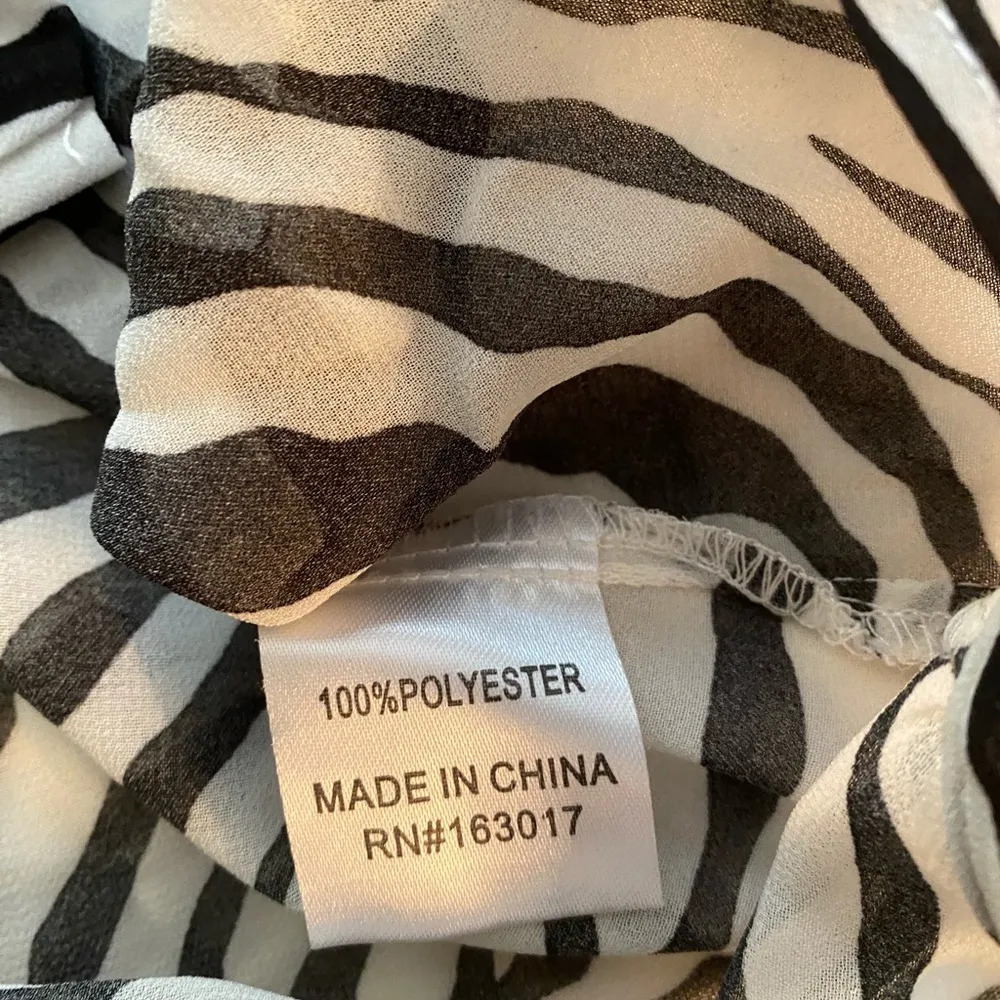 100%POLYESTER
MADE IN CHINA
RN#163017